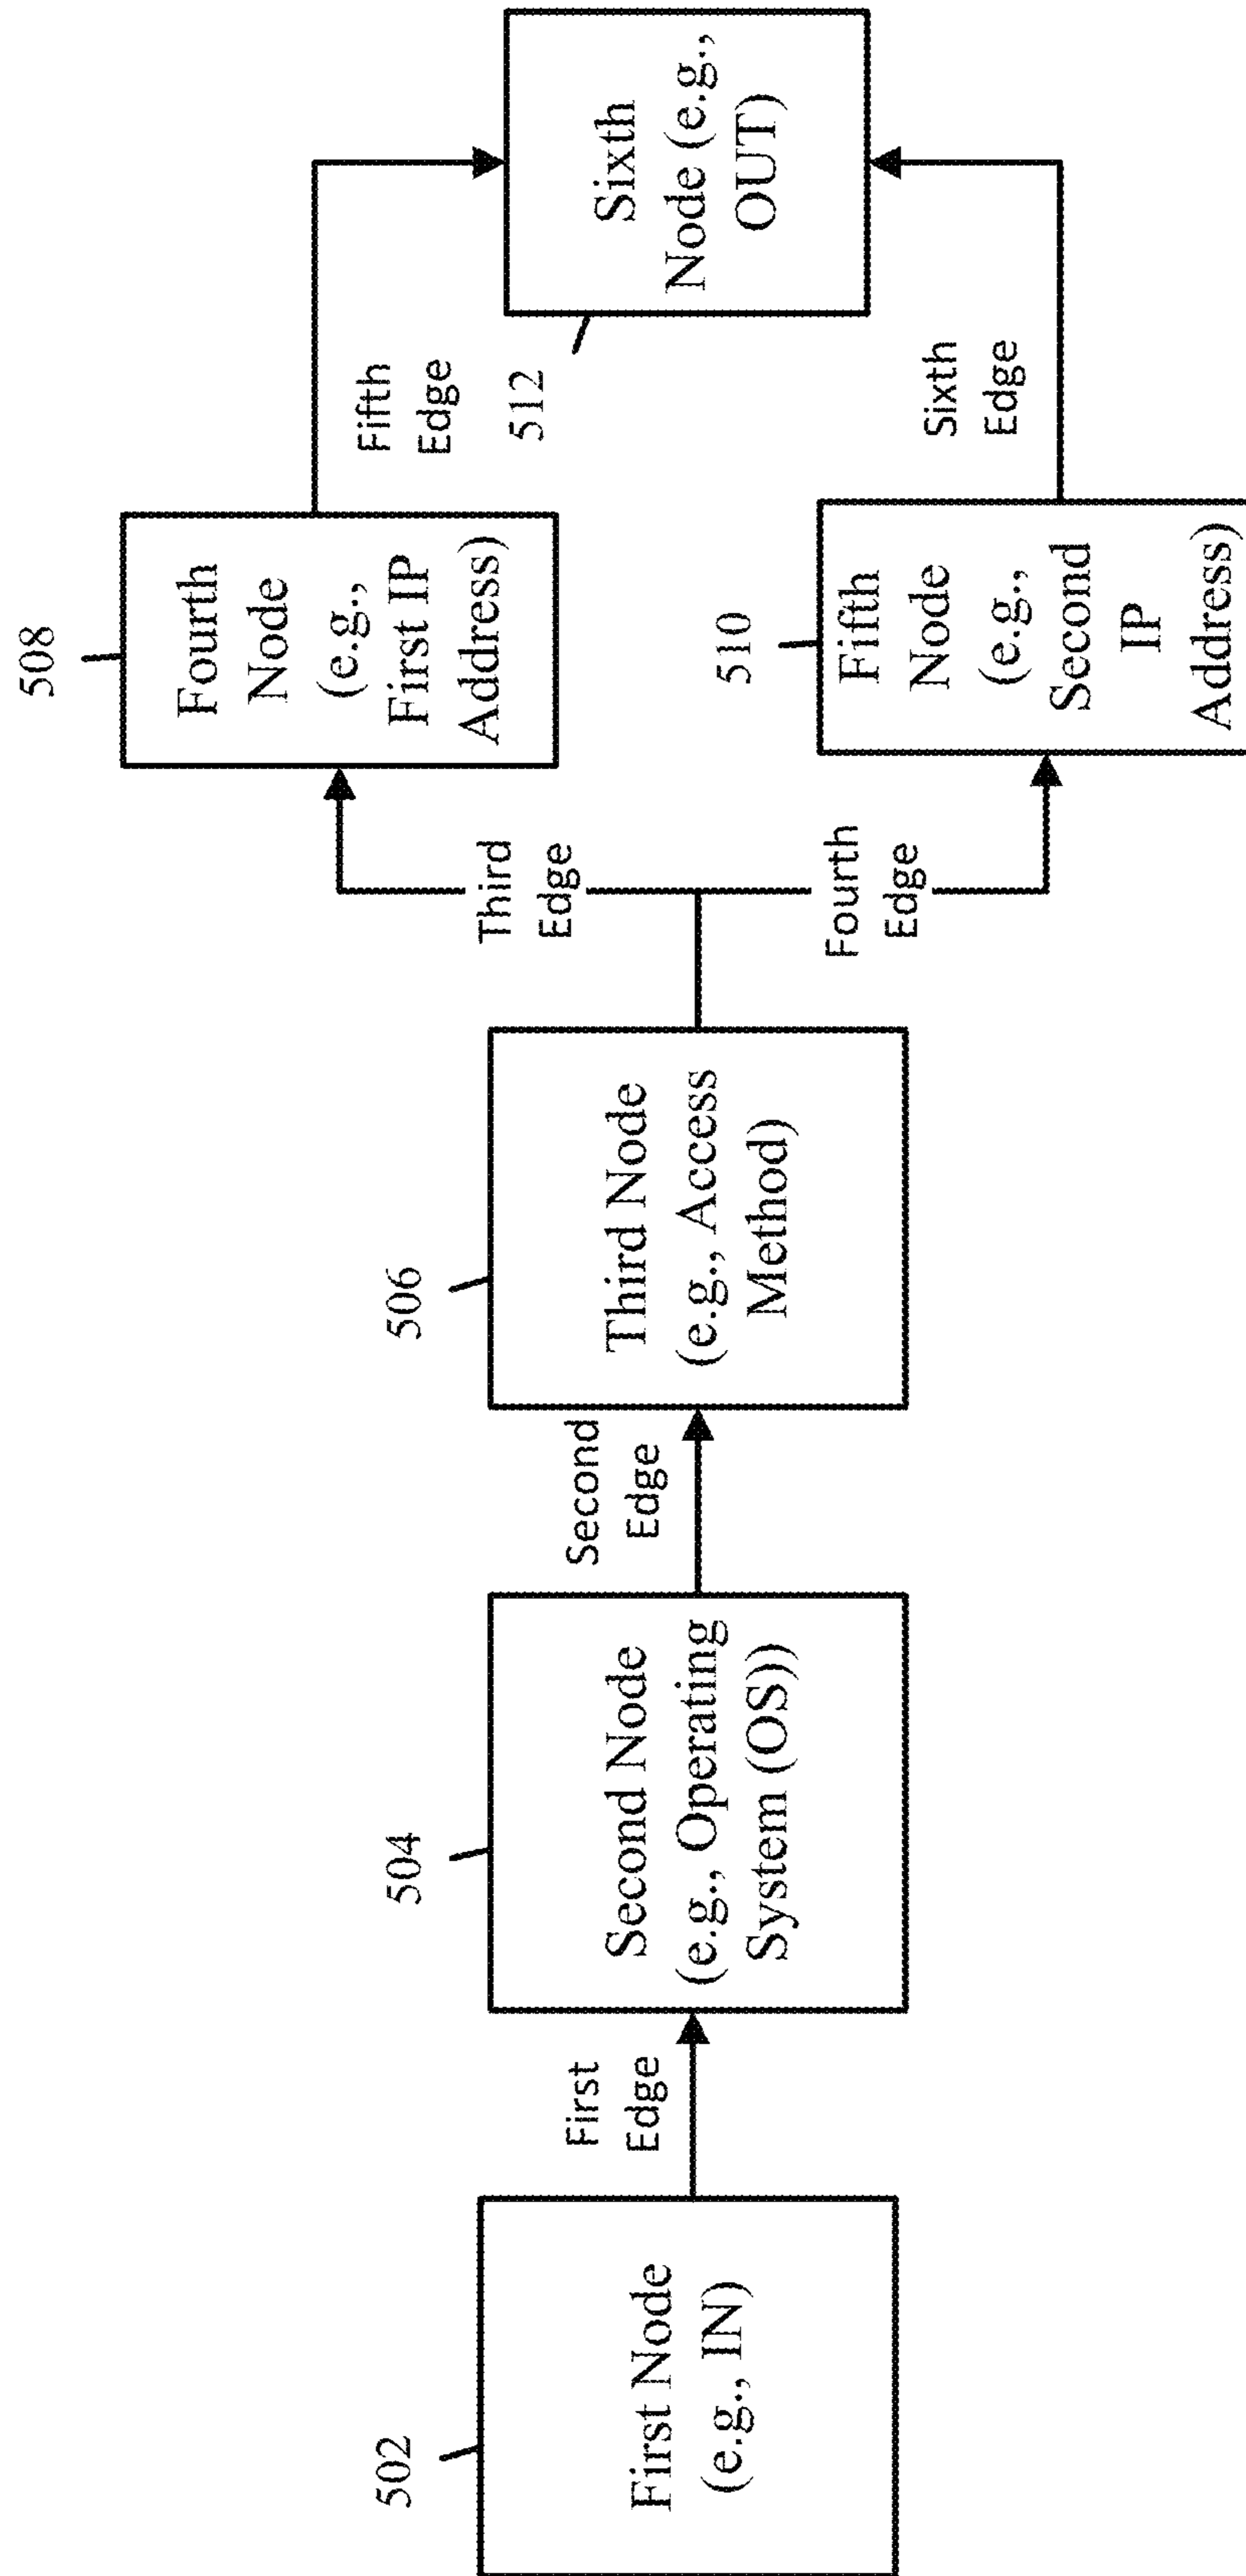 502
First Node
(e.g., IN)
First
Edge
504
Second Node
(e.g., Operating
System (OS))
Second
Edge
506
Third Node
(e.g., Access
Method)
Third
Edge
Fourth
Edge
508
Fourth
Node
(e.g.,
First IP
Address)
510
Fifth
Node
(e.g.,
Second
IP
Address)
Fifth
Edge
Sixth
Edge
512
Sixth
Node (e.g.,
OUT)